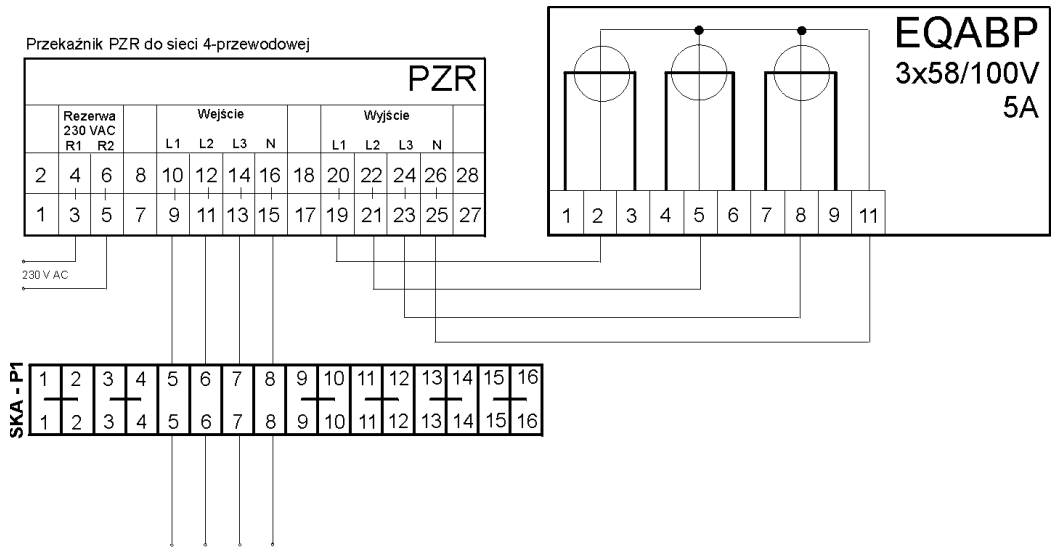 Przekaźnik PZR do sieci 4-przewodowej
PZR
Rezerwa
230 VAC
R1 R2
Wejście
L1 L2 L3 N
Wyjście
L1 L2 L3 N
2 4 6 8 10 12 14 16 18 20 22 24 26 28
1 3 5 7 9 11 13 15 17 19 21 23 25 27
230 V AC
EQABP
3x58/100V
5A
1 2 3 4 5 6 7 8 9 11
SKA - P1
1 2 3 4 5 6 7 8 9 10 11 12 13 14 15 16
1 2 3 4 5 6 7 8 9 10 11 12 13 14 15 16